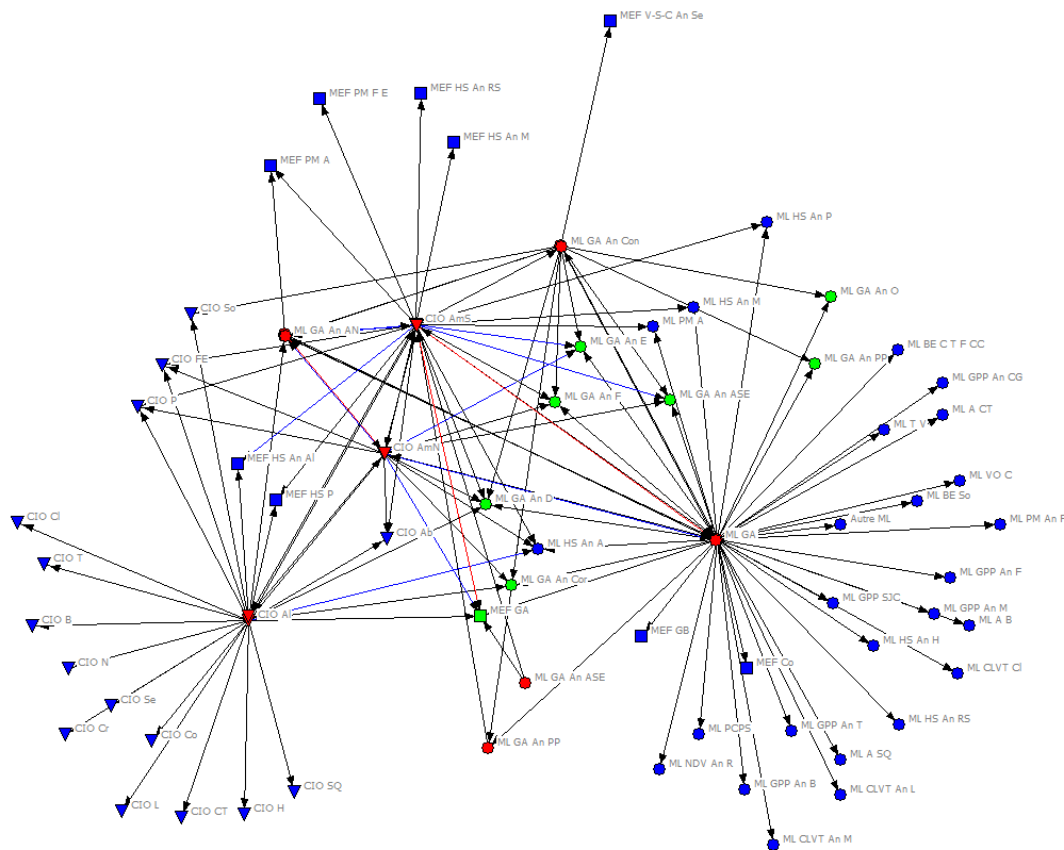 MEF V-S-C An Se
MEF PM F E
MEF HS An RS
MEF HS An M
MEF PM A
ML HS An P
ML GA An Con
ML GA An O
CIO So
ML HS An M
CIO AmS
ML GA An AN
ML PM A
ML GA An E
ML BE C T F CC
CIO FE
ML GA An PP
ML GPP An CG
ML GA An F
ML GA An ASE
CIO P
ML A CT
ML T V
CIO AmN
MEF HS An Al
ML VO C
MEF HS P
ML GA An D
ML BE So
CIO Cl
Autre ML
ML PM An F
CIO Ab
ML GA
ML HS An A
CIO T
ML GPP An F
ML GA An Cor
ML GPP SJC
MEF GA
CIO Al
ML GPP An M
CIO B
ML A B
MEF GB
ML HS An H
CIO N
MEF Co
ML CLVT Cl
ML GA An ASE
CIO Se
ML HS An RS
CIO Cr
CIO Co
ML PCPS
ML GPP An T
ML GA An PP
ML A SQ
ML NDV An R
CIO SQ
ML GPP An B
ML CLVT An L
CIO L
CIO CT
CIO H
ML CLVT An M